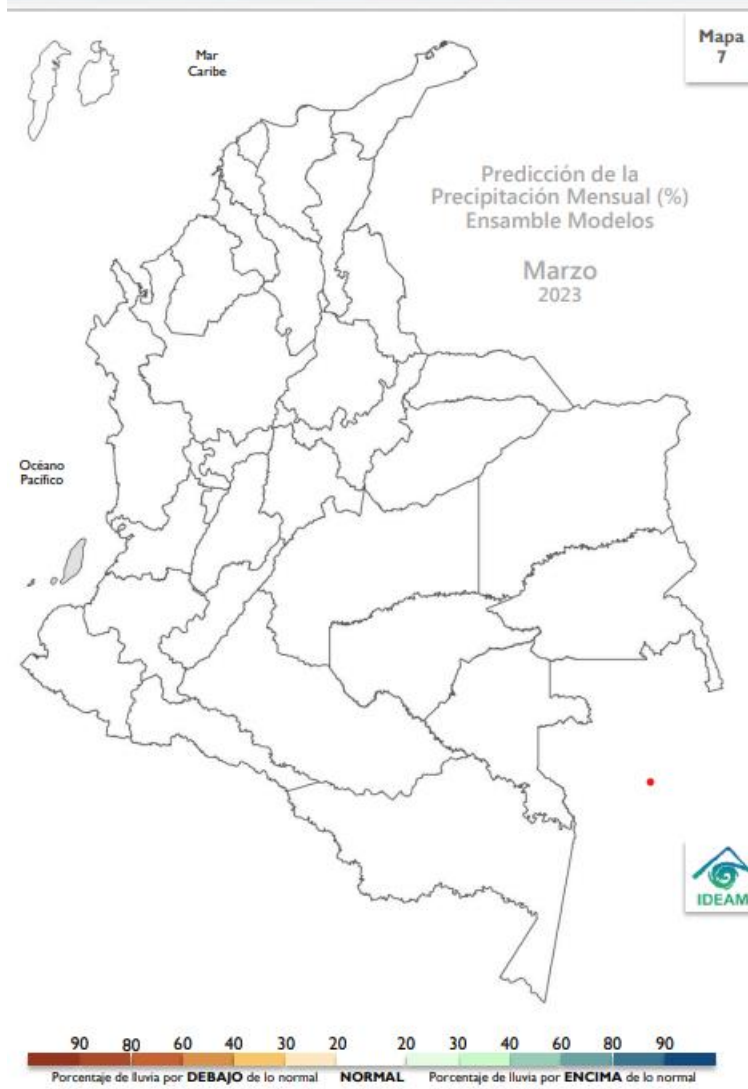 Mapa
7
Mar
Caribe
Predicción de la
Precipitación Mensual (%)
Ensamble Modelos
Marzo
2023
Océano
Pacífico
IDEAM
90 80 60 40 30 20 20 30 40 60 80 90
Porcentaje de lluvia por DEBAJO de lo normal NORMAL Porcentaje de lluvia por ENCIMA de lo normal